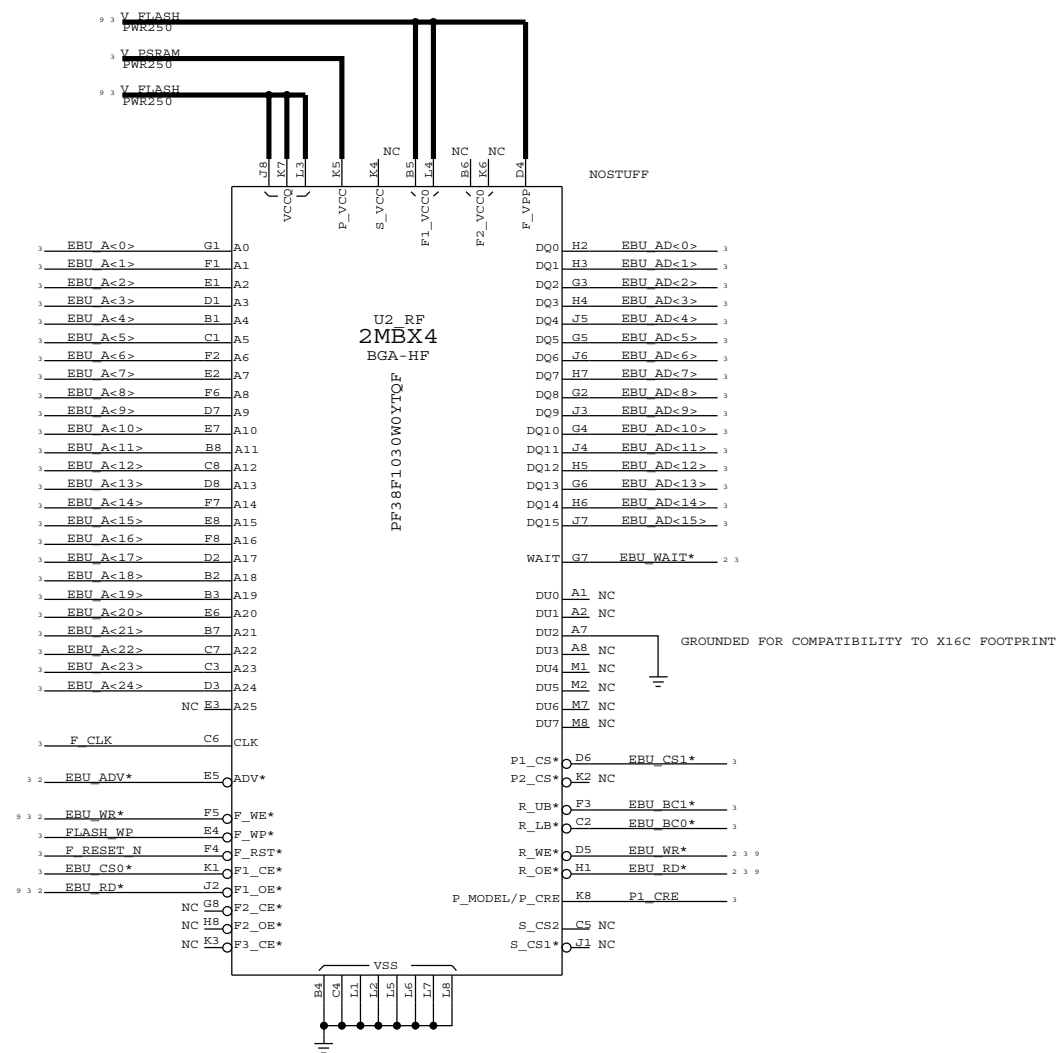 9 3 V_FLASH
PWR250
3 V_PSRAM
PWR250
9 3 V_FLASH
PWR250
J8 K7 L3 K5 K4 NC B5 L4 NC B6 K6 NC D4
NOSTUFF
VCCQ P_VCC S_VCC F1_VCC0 F2_VCC0 F_VPP
3 EBU_A<0> G1 A0 DQ0 H2 EBU_AD<0> 3
3 EBU_A<1> F1 A1 DQ1 H3 EBU_AD<1> 3
3 EBU_A<2> E1 A2 DQ2 G3 EBU_AD<2> 3
3 EBU_A<3> D1 A3 DQ3 H4 EBU_AD<3> 3
3 EBU_A<4> B1 A4 DQ4 J5 EBU_AD<4> 3
3 EBU_A<5> C1 A5 DQ5 G5 EBU_AD<5> 3
3 EBU_A<6> F2 A6 DQ6 J6 EBU_AD<6> 3
3 EBU_A<7> E2 A7 DQ7 H7 EBU_AD<7> 3
3 EBU_A<8> F6 A8 DQ8 G2 EBU_AD<8> 3
3 EBU_A<9> D7 A9 DQ9 J3 EBU_AD<9> 3
3 EBU_A<10> E7 A10 DQ10 G4 EBU_AD<10> 3
3 EBU_A<11> B8 A11 DQ11 J4 EBU_AD<11> 3
3 EBU_A<12> C8 A12 DQ12 H5 EBU_AD<12> 3
3 EBU_A<13> D8 A13 DQ13 G6 EBU_AD<13> 3
3 EBU_A<14> F7 A14 DQ14 H6 EBU_AD<14> 3
3 EBU_A<15> E8 A15 DQ15 J7 EBU_AD<15> 3
3 EBU_A<16> F8 A16
3 EBU_A<17> D2 A17 WAIT G7 EBU_WAIT* 2 3
3 EBU_A<18> B2 A18
3 EBU_A<19> B3 A19 DU0 A1 NC
3 EBU_A<20> E6 A20 DU1 A2 NC
3 EBU_A<21> B7 A21 DU2 A7
GROUNDED FOR COMPATIBILITY TO X16C FOOTPRINT
3 EBU_A<22> C7 A22 DU3 A8 NC
3 EBU_A<23> C3 A23 DU4 M1 NC
3 EBU_A<24> D3 A24 DU5 M2 NC
NC E3 A25 DU6 M7 NC
DU7 M8 NC
U2_RF
2MBX4
BGA-HF
PF38F1030W0YTQF
3 F_CLK C6 CLK
P1_CS* D6 EBU_CS1* 3
3 2 EBU_ADV* E5 ADV* P2_CS* K2 NC
R_UB* F3 EBU_BC1* 3
9 3 2 EBU_WR* F5 F_WE*
R_LB* C2 EBU_BC0* 3
3 FLASH_WP E4 F_WP*
3 F_RESET_N F4 F_RST* R_WE* D5 EBU_WR* 2 3 9
3 EBU_CS0* K1 F1_CE* R_OE* H1 EBU_RD* 2 3 9
9 3 2 EBU_RD* J2 F1_OE*
P_MODEL/P_CRE K8 P1_CRE 3
NC G8 F2_CE*
NC H8 F2_OE* S_CS2 C5 NC
NC K3 F3_CE* S_CS1* J1 NC
VSS
B4 C4 L1 L2 L5 L6 L7 L8